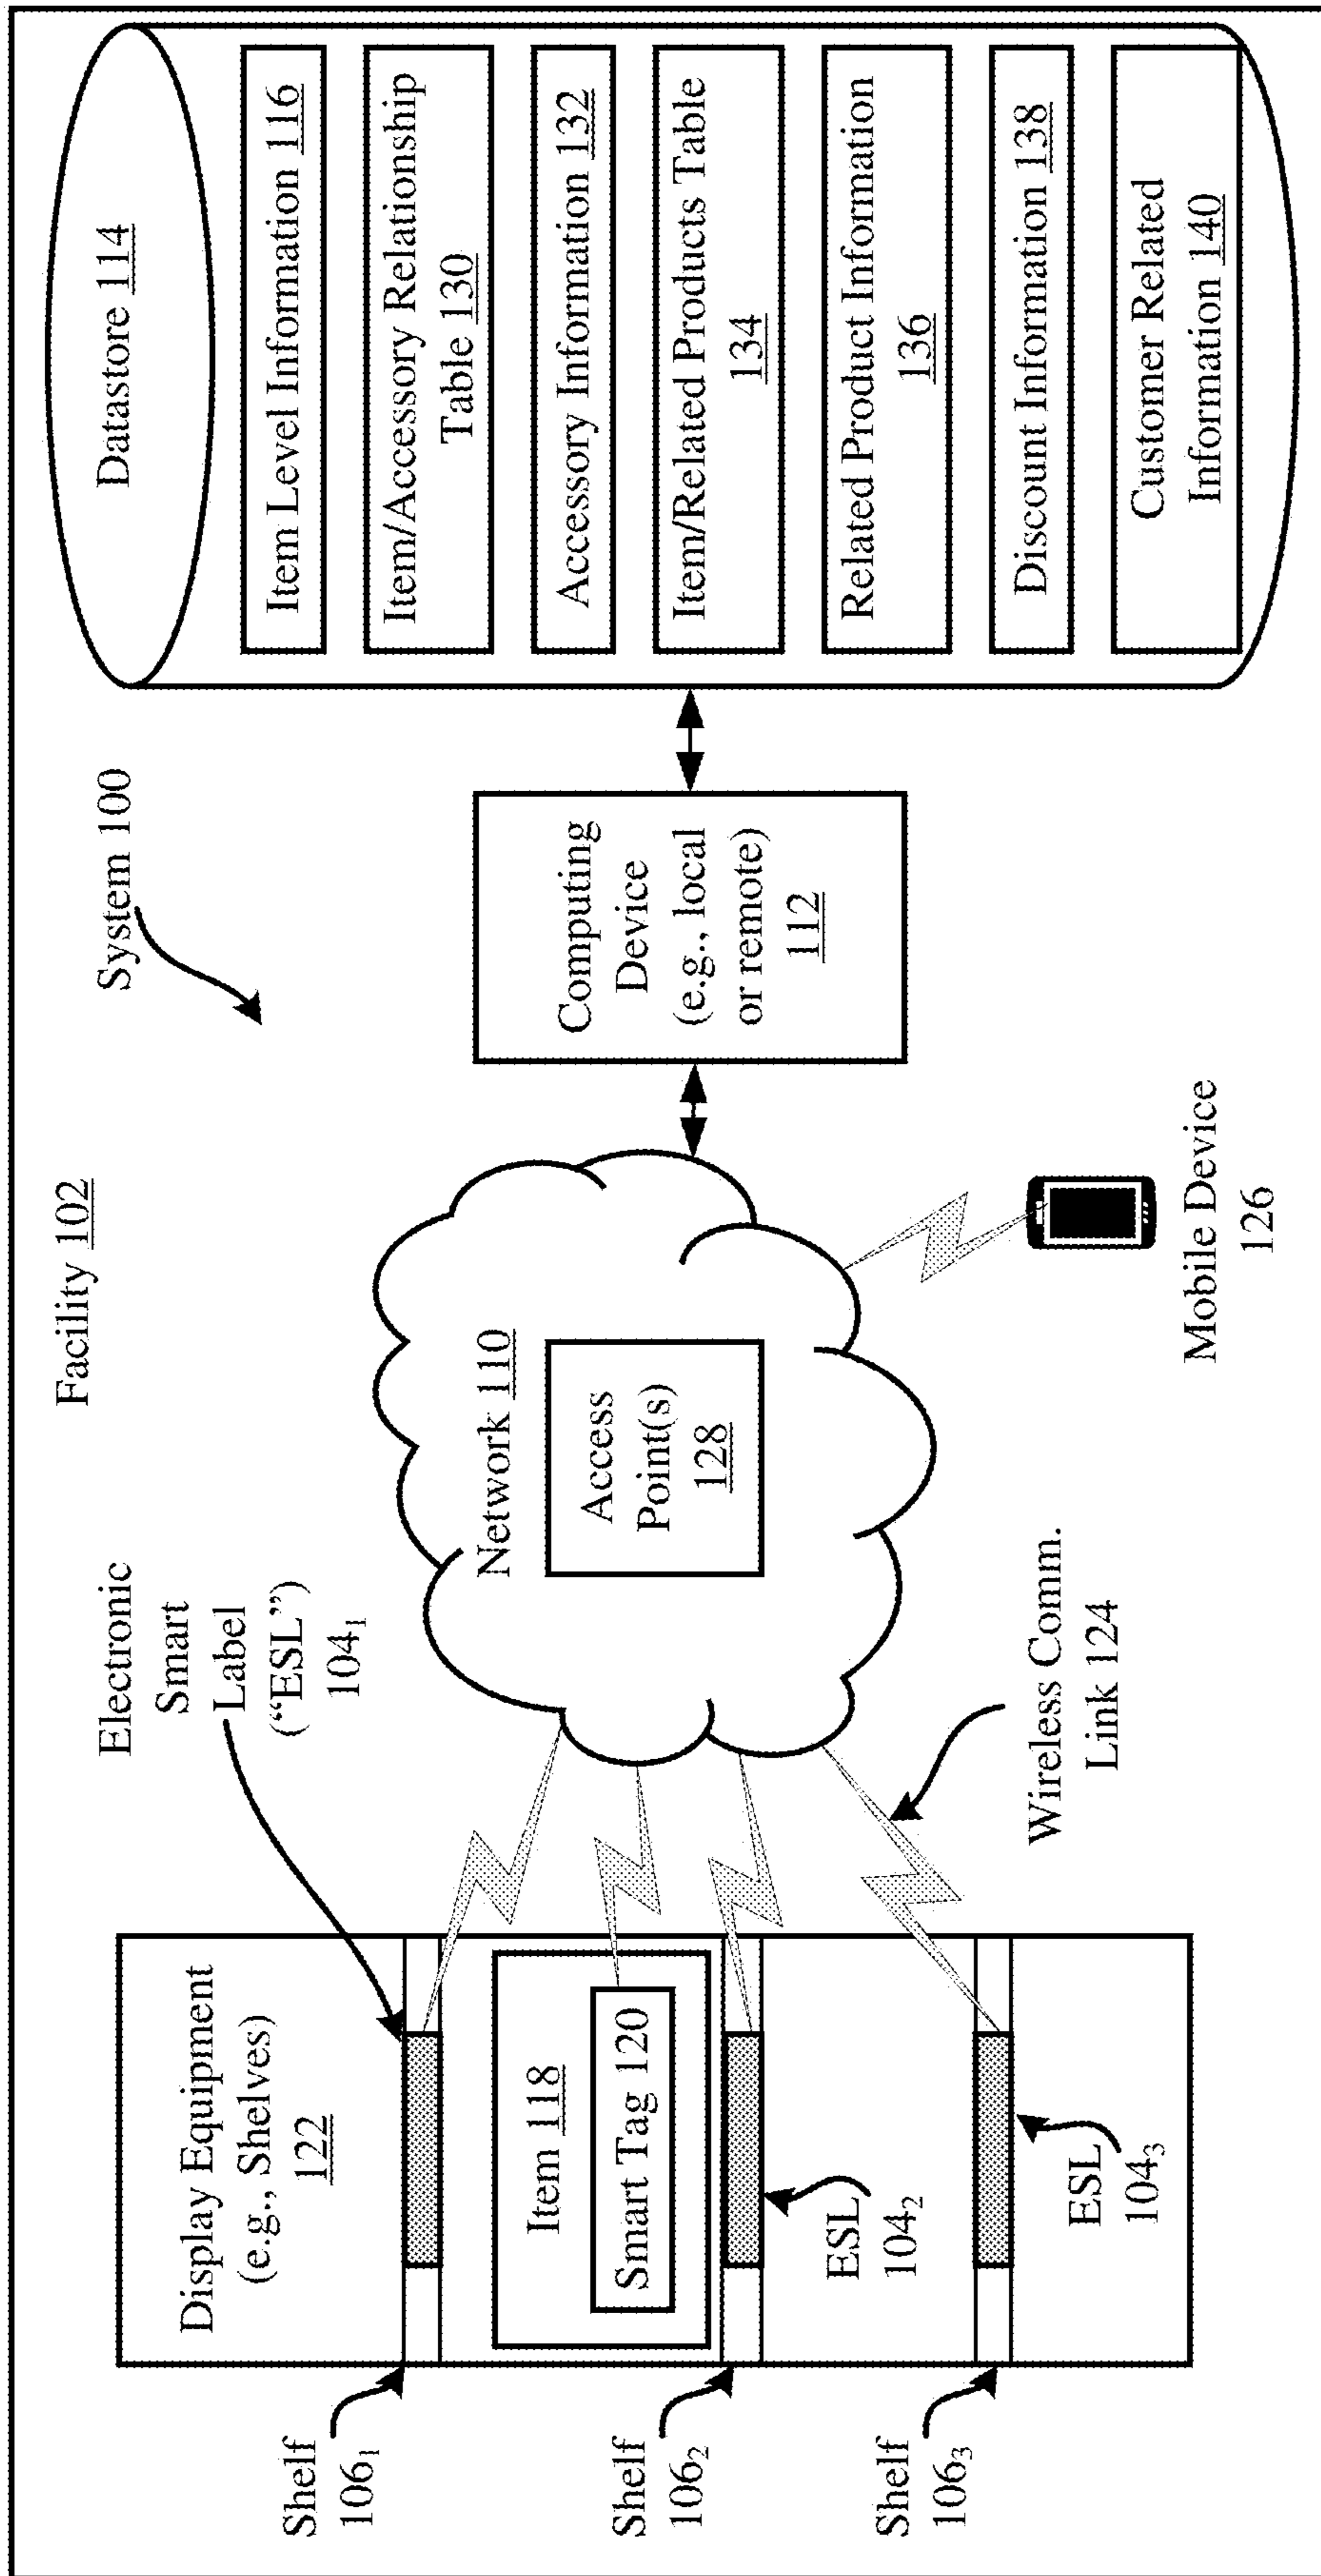 Facility 102
System 100
Display Equipment
(e.g., Shelves)
122
Shelf
106₁
Shelf
106₂
Shelf
106₃
Item 118
Smart Tag 120
Electronic
Smart
Label
(“ESL”)
104₁
ESL
104₂
ESL
104₃
Wireless Comm.
Link 124
Network 110
Access
Point(s)
128
Mobile Device
126
Computing
Device
(e.g., local
or remote)
112
Datastore 114
Item Level Information 116
Item/Accessory Relationship
Table 130
Accessory Information 132
Item/Related Products Table
134
Related Product Information
136
Discount Information 138
Customer Related
Information 140